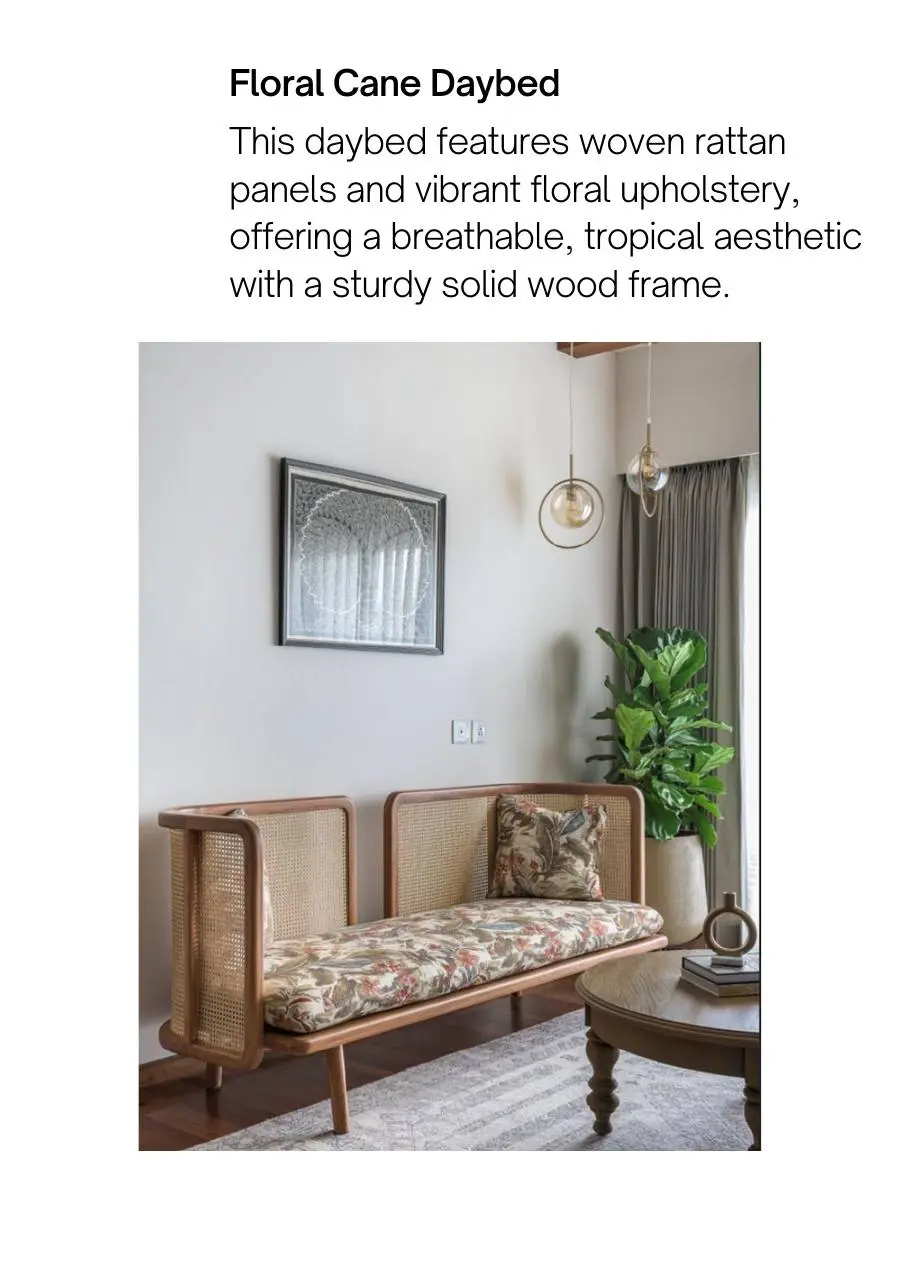 Floral Cane Daybed
This daybed features woven rattan
panels and vibrant floral upholstery,
offering a breathable, tropical aesthetic
with a sturdy solid wood frame.